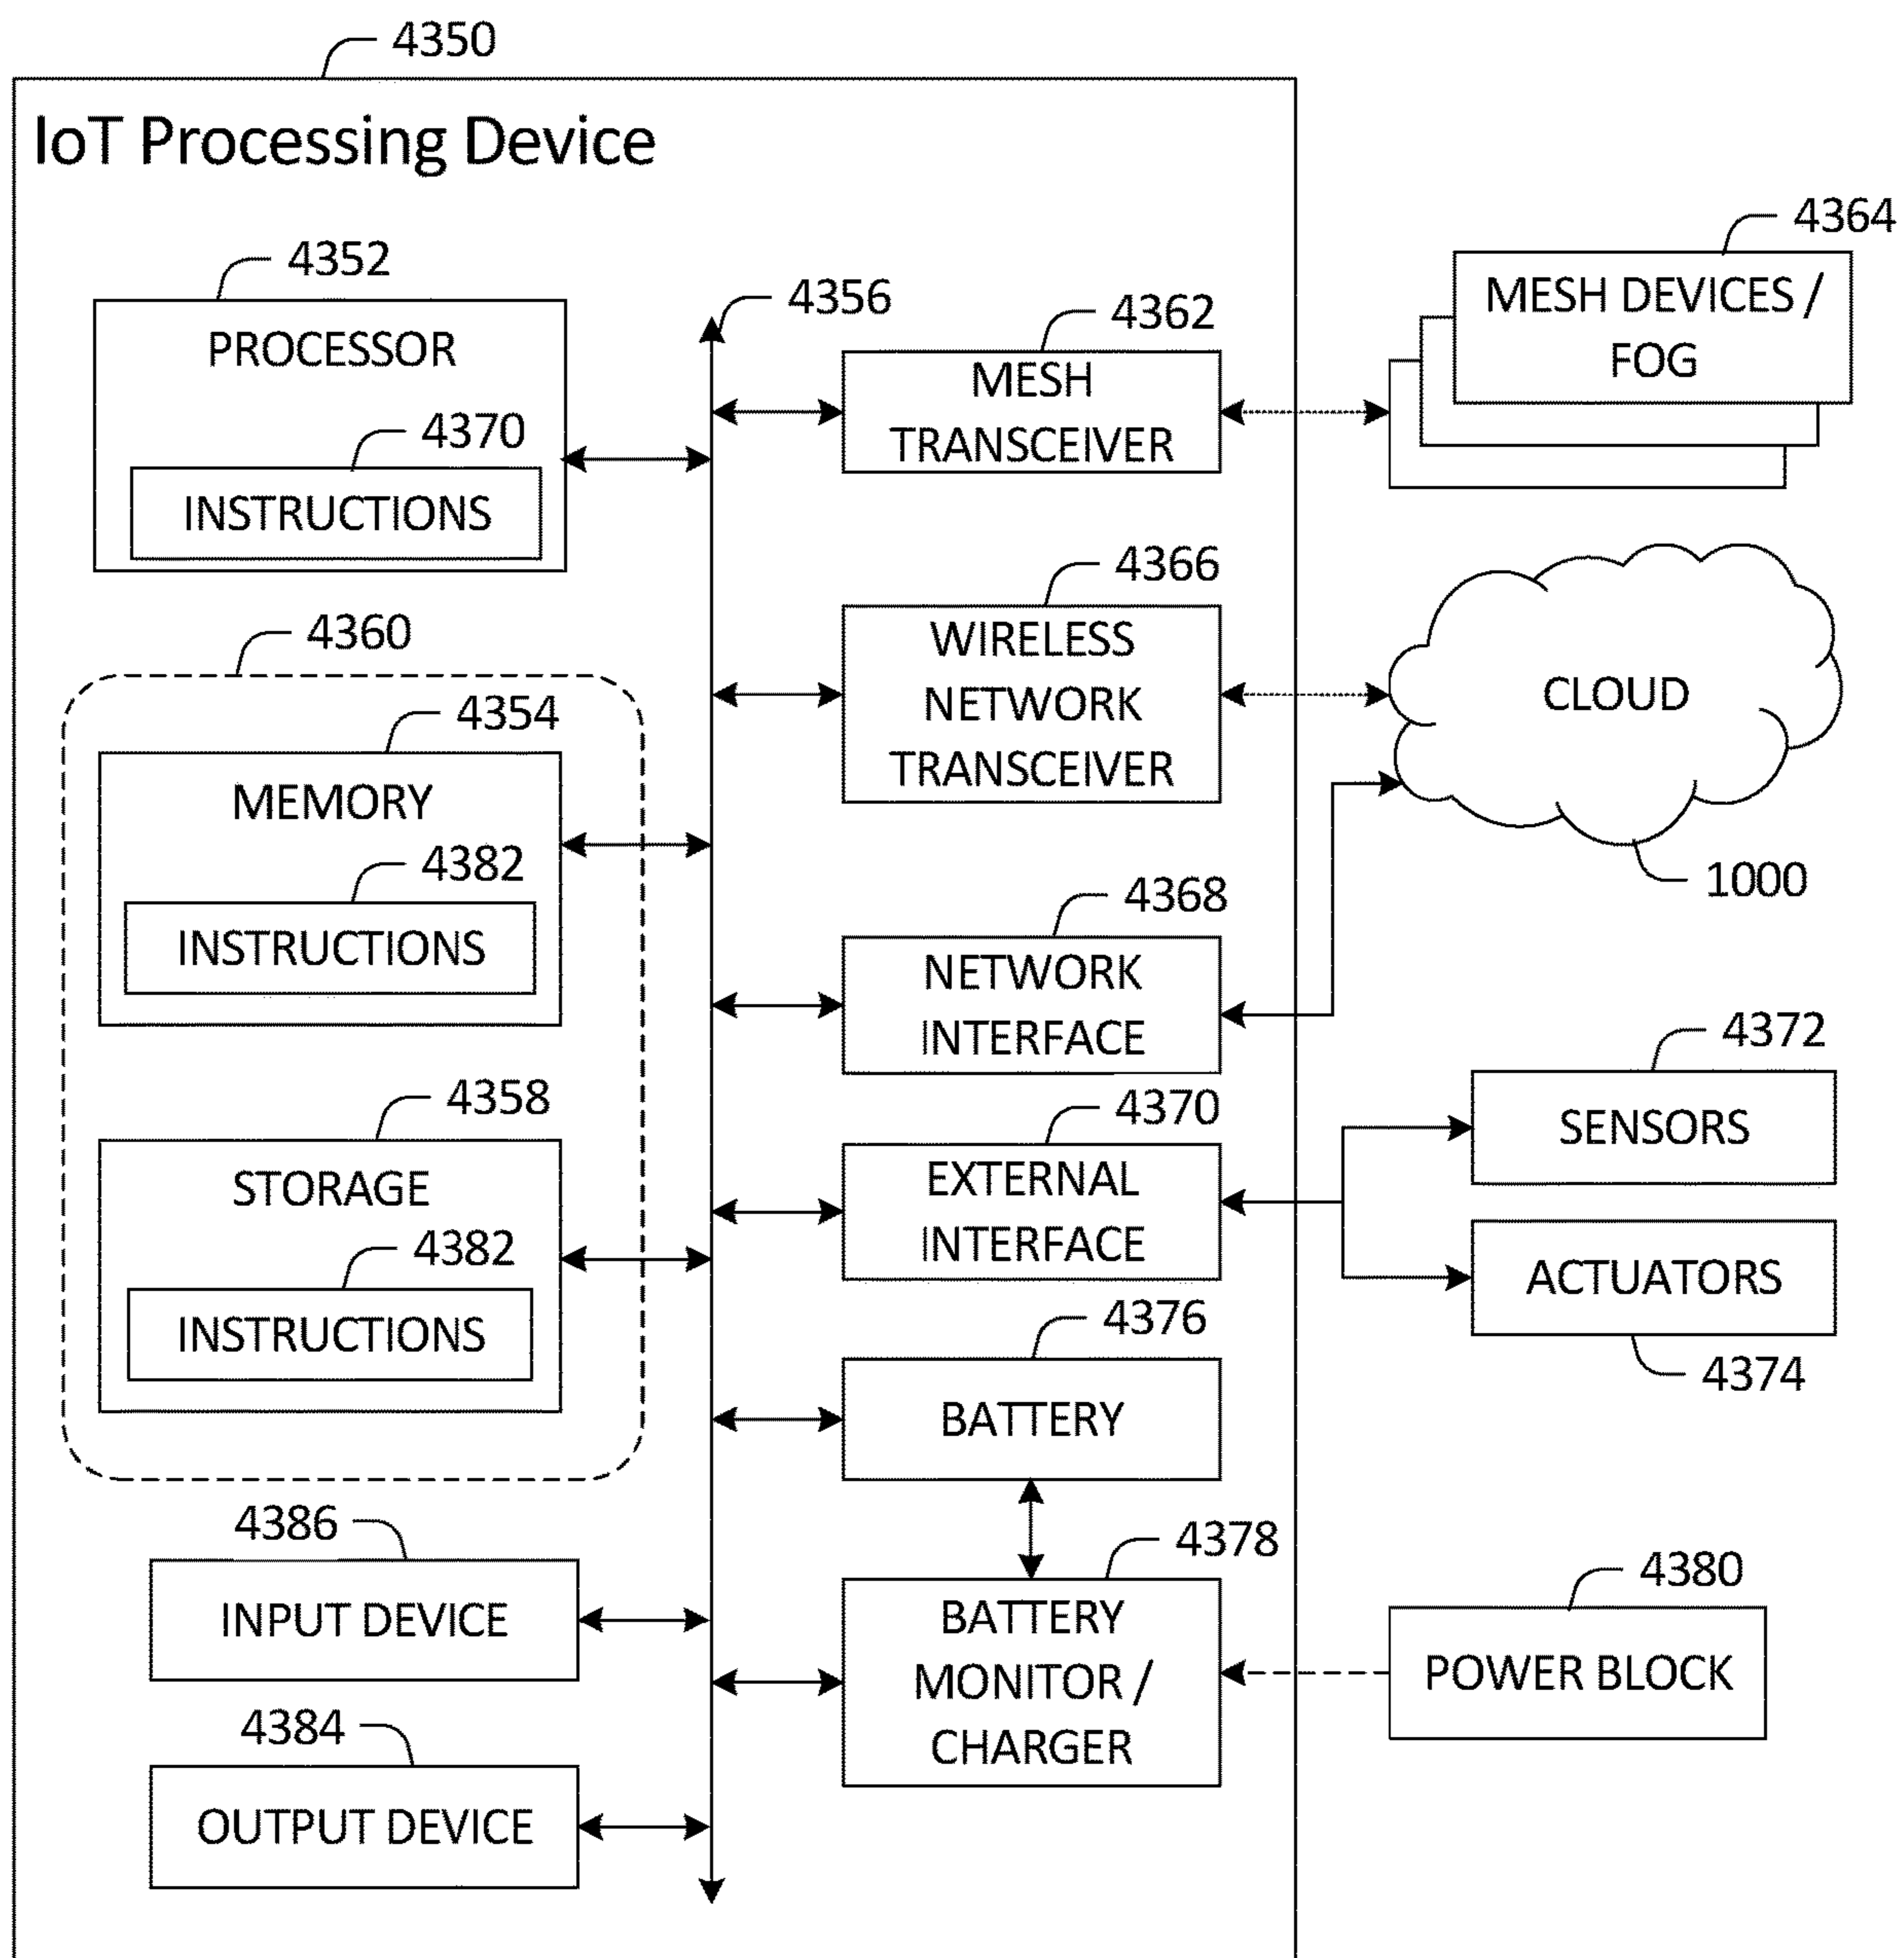 4350
IoT Processing Device
4352
PROCESSOR
4370
INSTRUCTIONS
4360
4354
MEMORY
4382
INSTRUCTIONS
4358
STORAGE
4382
INSTRUCTIONS
4386
INPUT DEVICE
4384
OUTPUT DEVICE
4356
4362
MESH
TRANSCEIVER
4366
WIRELESS
NETWORK
TRANSCEIVER
4368
NETWORK
INTERFACE
4370
EXTERNAL
INTERFACE
4376
BATTERY
4378
BATTERY
MONITOR /
CHARGER
4364
MESH DEVICES /
FOG
CLOUD
1000
4372
SENSORS
ACTUATORS
4374
4380
POWER BLOCK